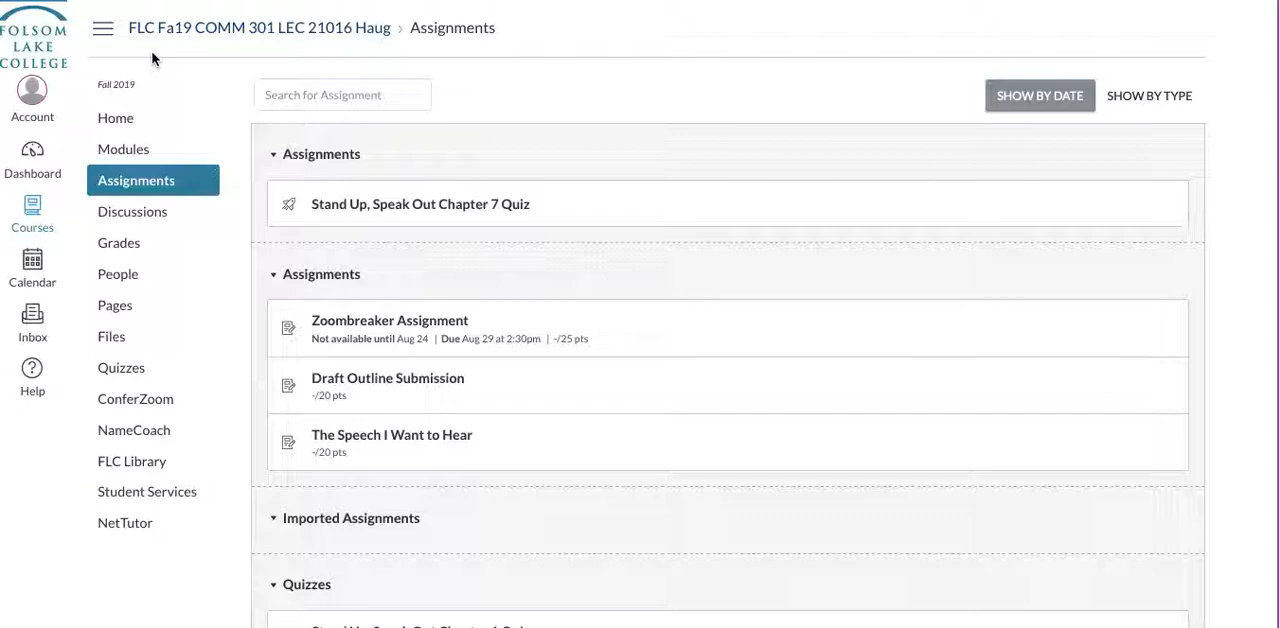 FOLSOM
LAKE
COLLEGE
Account
Dashboard
Courses
Calendar
Inbox
Help
FLC Fa19 COMM 301 LEC 21016 Haug › Assignments
Fall 2019
Home
Modules
Assignments
Discussions
Grades
People
Pages
Files
Quizzes
ConferZoom
NameCoach
FLC Library
Student Services
NetTutor
Search for Assignment
SHOW BY DATE
SHOW BY TYPE
Assignments
Stand Up, Speak Out Chapter 7 Quiz
Assignments
Zoombreaker Assignment
Not available until Aug 24 | Due Aug 29 at 2:30pm | -/25 pts
Draft Outline Submission
-/20 pts
The Speech I Want to Hear
-/20 pts
Imported Assignments
Quizzes